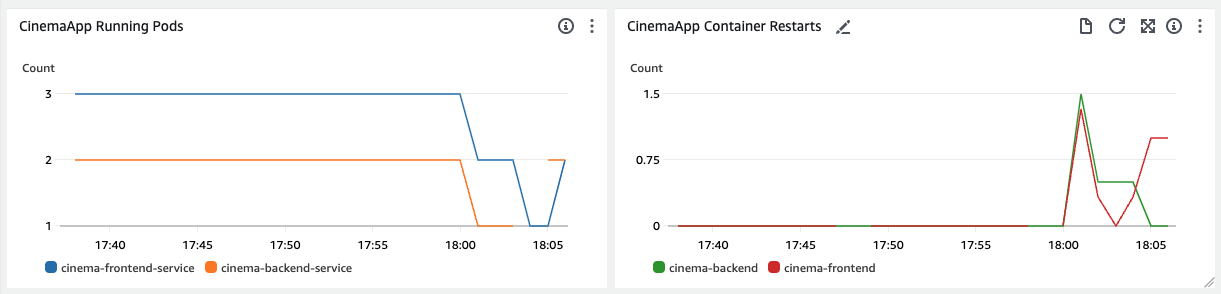 CinemaApp Running Pods
Count
3
2
1
17:40 17:45 17:50 17:55 18:00 18:05
cinema-frontend-service cinema-backend-service
CinemaApp Container Restarts
Count
1.5
0.75
0
17:40 17:45 17:50 17:55 18:00 18:05
cinema-backend cinema-frontend